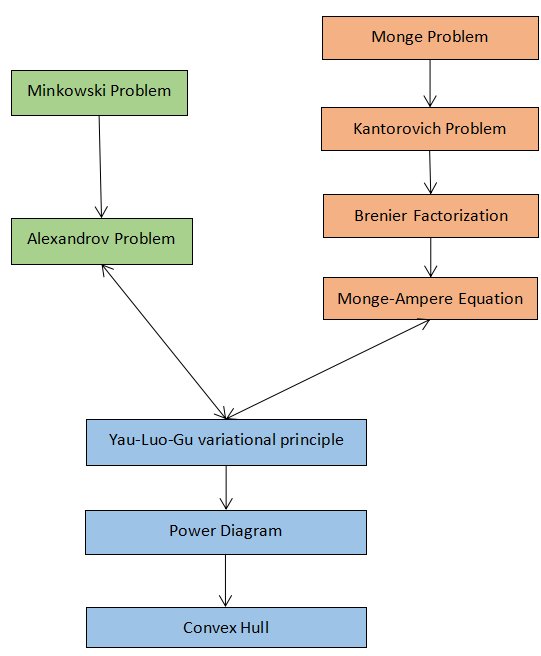 Monge Problem
Minkowski Problem
Kantorovich Problem
Brenier Factorization
Alexandrov Problem
Monge-Ampere Equation
Yau-Luo-Gu variational principle
Power Diagram
Convex Hull